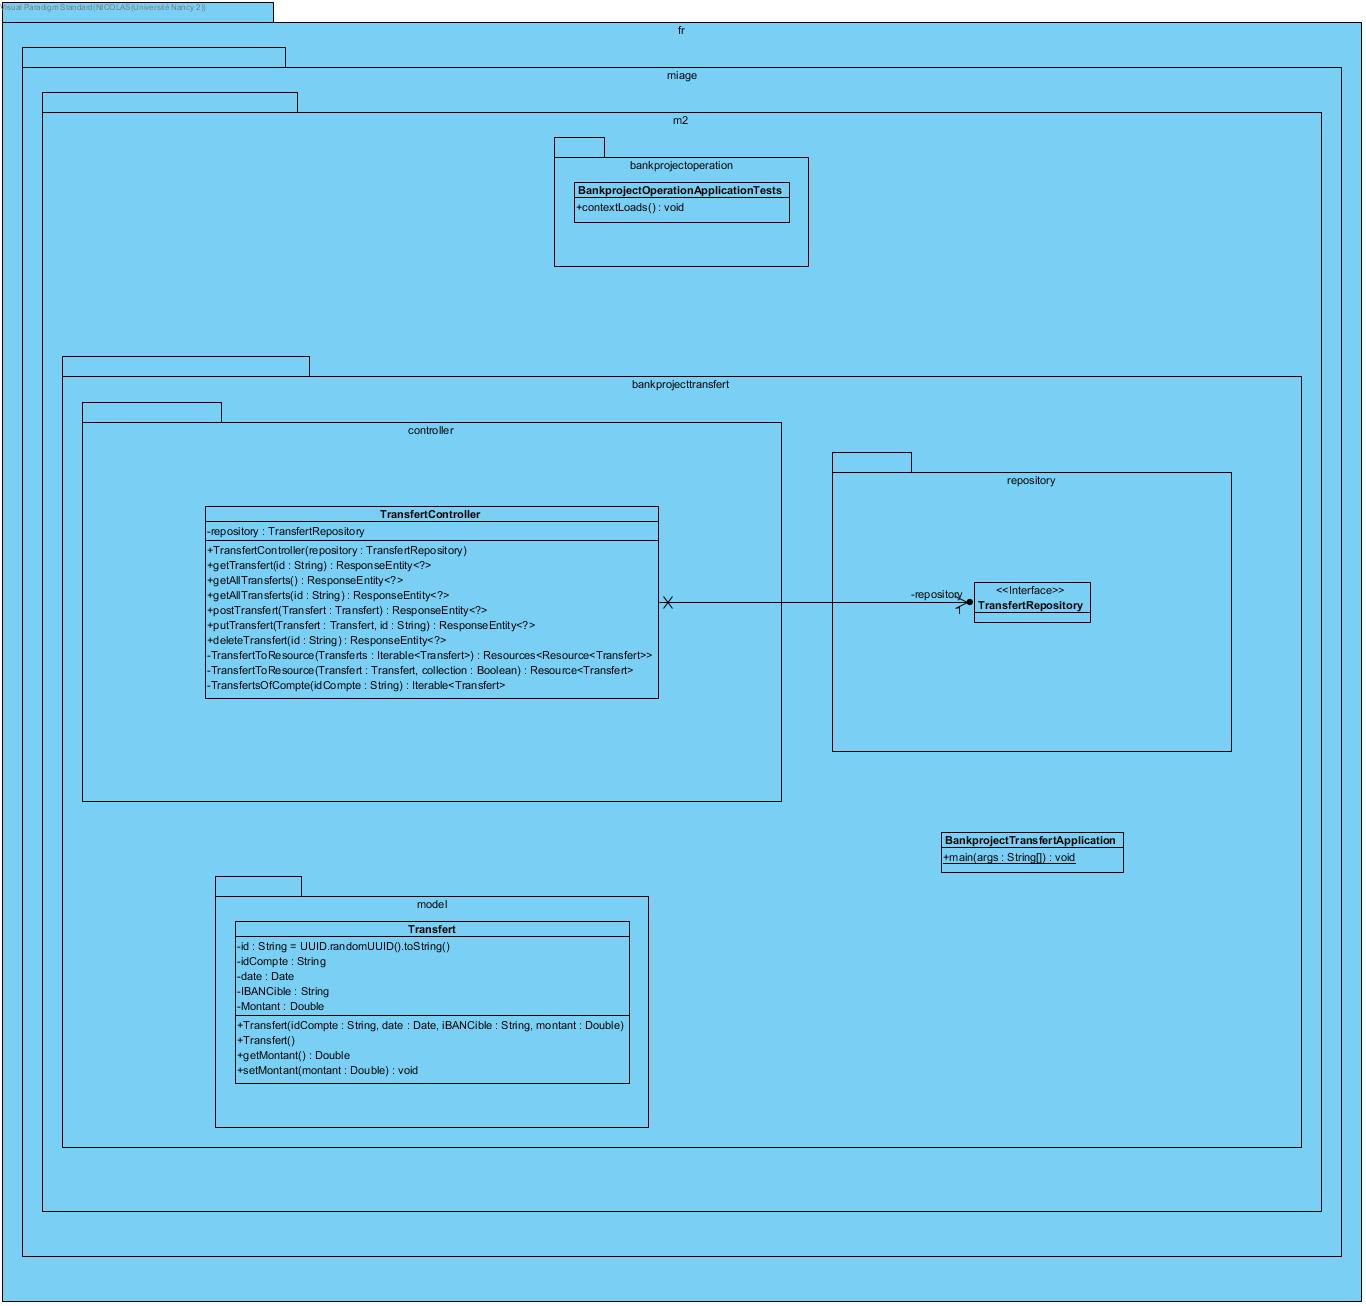 Visual Paradigm Standard(NICOLAS(Université Nancy 2))
fr
miage
m2
bankprojectoperation
BankprojectOperationApplicationTests
+contextLoads() : void
bankprojecttransfert
controller
TransfertController
-repository : TransfertRepository
+TransfertController(repository : TransfertRepository)
+getTransfert(id : String) : ResponseEntity<?>
+getAllTransferts() : ResponseEntity<?>
+getAllTransferts(id : String) : ResponseEntity<?>
+postTransfert(Transfert : Transfert) : ResponseEntity<?>
+putTransfert(Transfert : Transfert, id : String) : ResponseEntity<?>
+deleteTransfert(id : String) : ResponseEntity<?>
-TransfertToResource(Transferts : Iterable<Transfert>) : Resources<Resource<Transfert>>
-TransfertToResource(Transfert : Transfert, collection : Boolean) : Resource<Transfert>
-TransfertsOfCompte(idCompte : String) : Iterable<Transfert>
repository
-repository
1
<<Interface>>
TransfertRepository
BankprojectTransfertApplication
+main(args : String[]) : void
model
Transfert
-id : String = UUID.randomUUID().toString()
-idCompte : String
-date : Date
-IBANCible : String
-Montant : Double
+Transfert(idCompte : String, date : Date, iBANCible : String, montant : Double)
+Transfert()
+getMontant() : Double
+setMontant(montant : Double) : void